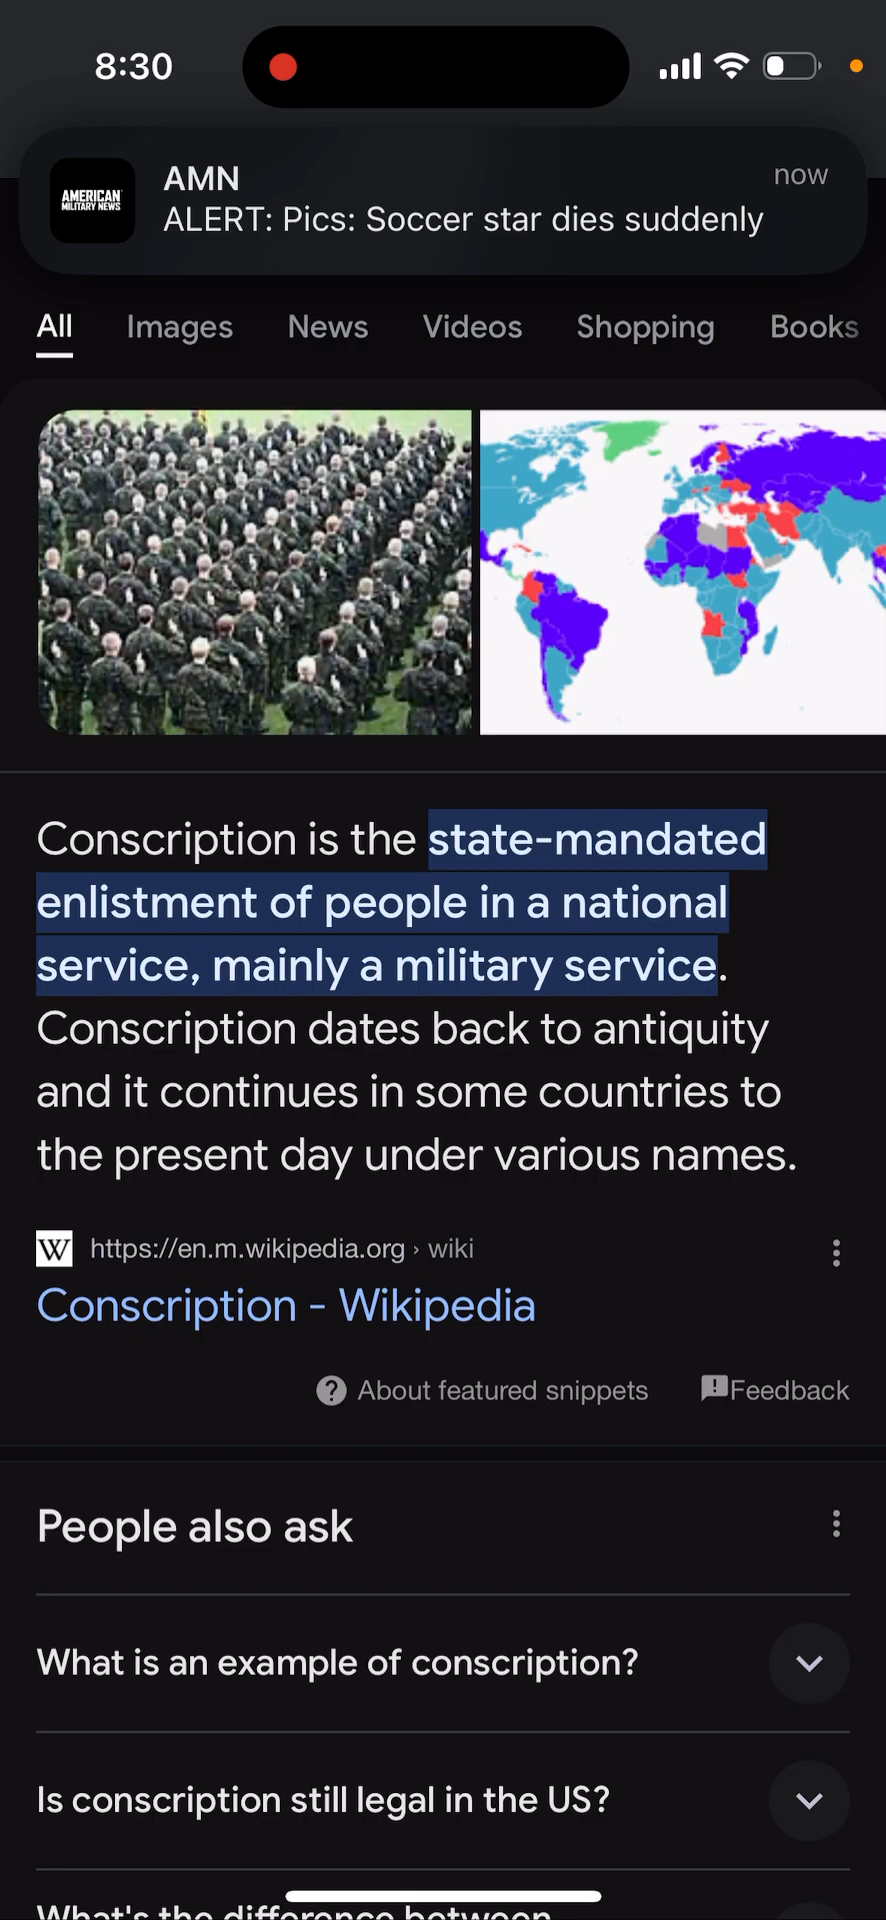 8:30
AMERICAN
MILITARY NEWS
AMN
now
ALERT: Pics: Soccer star dies suddenly
All Images News Videos Shopping Books
Conscription is the state-mandated
enlistment of people in a national
service, mainly a military service.
Conscription dates back to antiquity
and it continues in some countries to
the present day under various names.
W https://en.m.wikipedia.org › wiki
Conscription - Wikipedia
? About featured snippets ! Feedback
People also ask
What is an example of conscription?
Is conscription still legal in the US?
What's the difference between